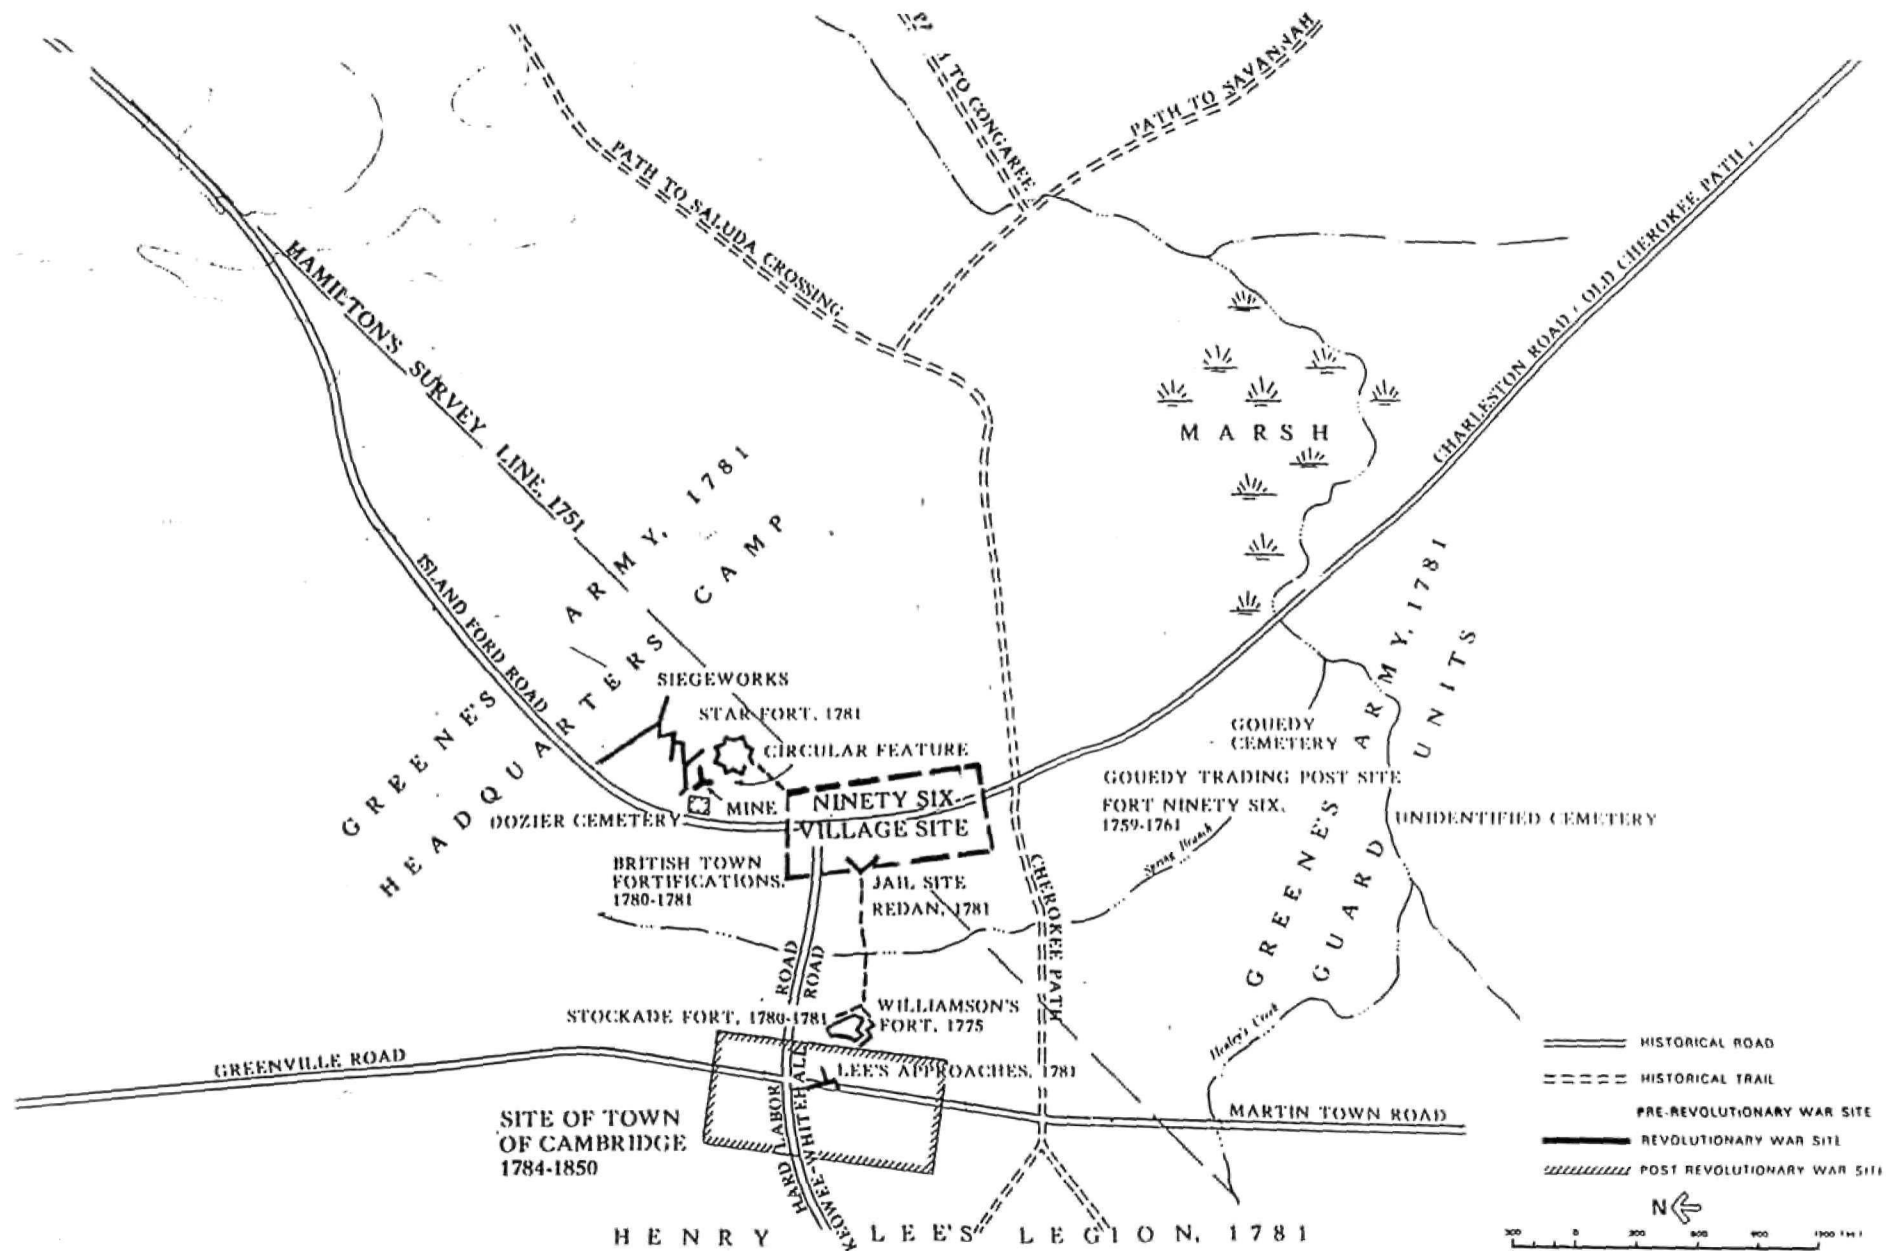 PATH TO SALUDA CROSSING
TO CONGAREE
PATH TO SAVANNAH
CHARLESTON ROAD / OLD CHEROKEE PATH
HAMILTON'S SURVEY LINE, 1751
MARSH
ISLAND FORD ROAD
GREENE'S ARMY, 1781
HEADQUARTERS CAMP
SIEGEWORKS
STAR FORT, 1781
CIRCULAR FEATURE
MINE
NINETY SIX
VILLAGE SITE
DOZIER CEMETERY
BRITISH TOWN
FORTIFICATIONS,
1780-1781
JAIL SITE
REDAN, 1781
GOUEDY
CEMETERY
GOUEDY TRADING POST SITE
FORT NINETY SIX,
1759-1761
Spring Branch
UNIDENTIFIED CEMETERY
GREENE'S ARMY, 1781
GUARD UNITS
CHEROKEE PATH
ROAD
ROAD
STOCKADE FORT, 1780-1781
WILLIAMSON'S
FORT, 1775
Henley's Creek
GREENVILLE ROAD
LEE'S APPROACHES, 1781
MARTIN TOWN ROAD
HARD LABOR
KEOWEE-WHITEHALL
SITE OF TOWN
OF CAMBRIDGE
1784-1850
HENRY LEE'S LEGION, 1781
HISTORICAL ROAD
HISTORICAL TRAIL
PRE-REVOLUTIONARY WAR SITE
REVOLUTIONARY WAR SITE
POST REVOLUTIONARY WAR SITE
N
0